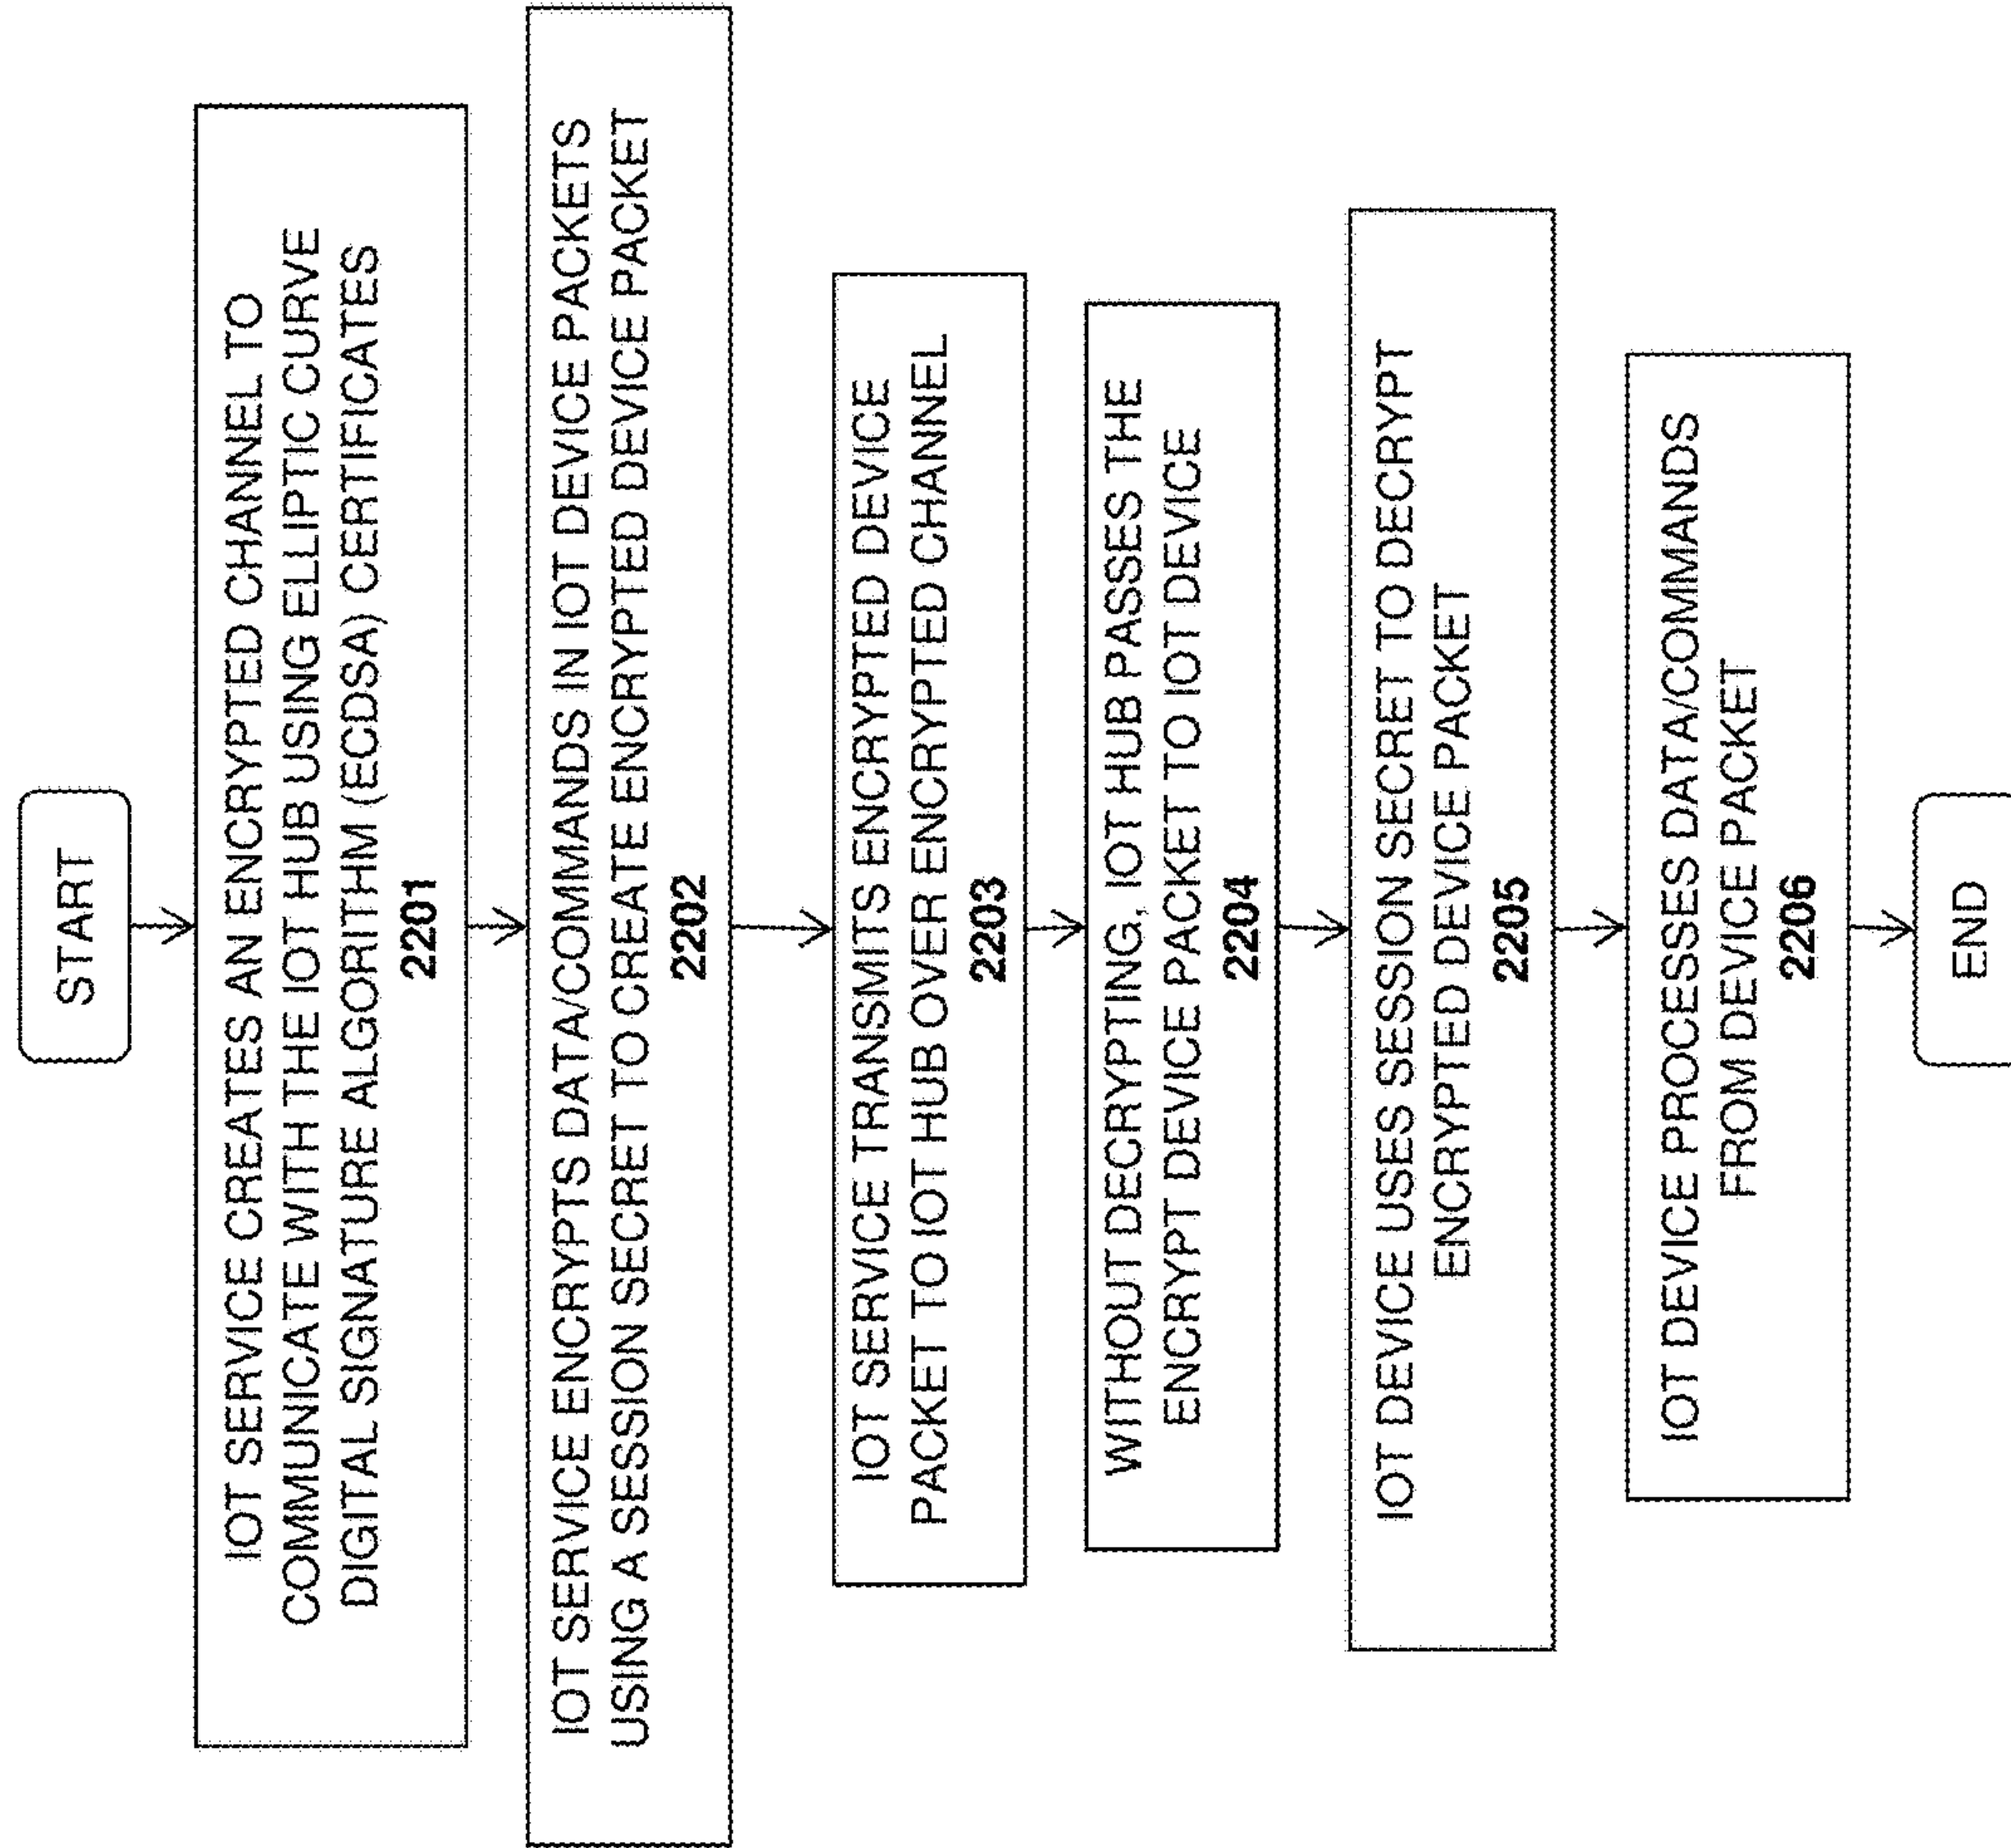 START
IOT SERVICE CREATES AN ENCRYPTED CHANNEL TO
COMMUNICATE WITH THE IOT HUB USING ELLIPTIC CURVE
DIGITAL SIGNATURE ALGORITHM (ECDSA) CERTIFICATES
2201
IOT SERVICE ENCRYPTS DATA/COMMANDS IN IOT DEVICE PACKETS
USING A SESSION SECRET TO CREATE ENCRYPTED DEVICE PACKET
2202
IOT SERVICE TRANSMITS ENCRYPTED DEVICE
PACKET TO IOT HUB OVER ENCRYPTED CHANNEL
2203
WITHOUT DECRYPTING, IOT HUB PASSES THE
ENCRYPT DEVICE PACKET TO IOT DEVICE
2204
IOT DEVICE USES SESSION SECRET TO DECRYPT
ENCRYPTED DEVICE PACKET
2205
IOT DEVICE PROCESSES DATA/COMMANDS
FROM DEVICE PACKET
2206
END